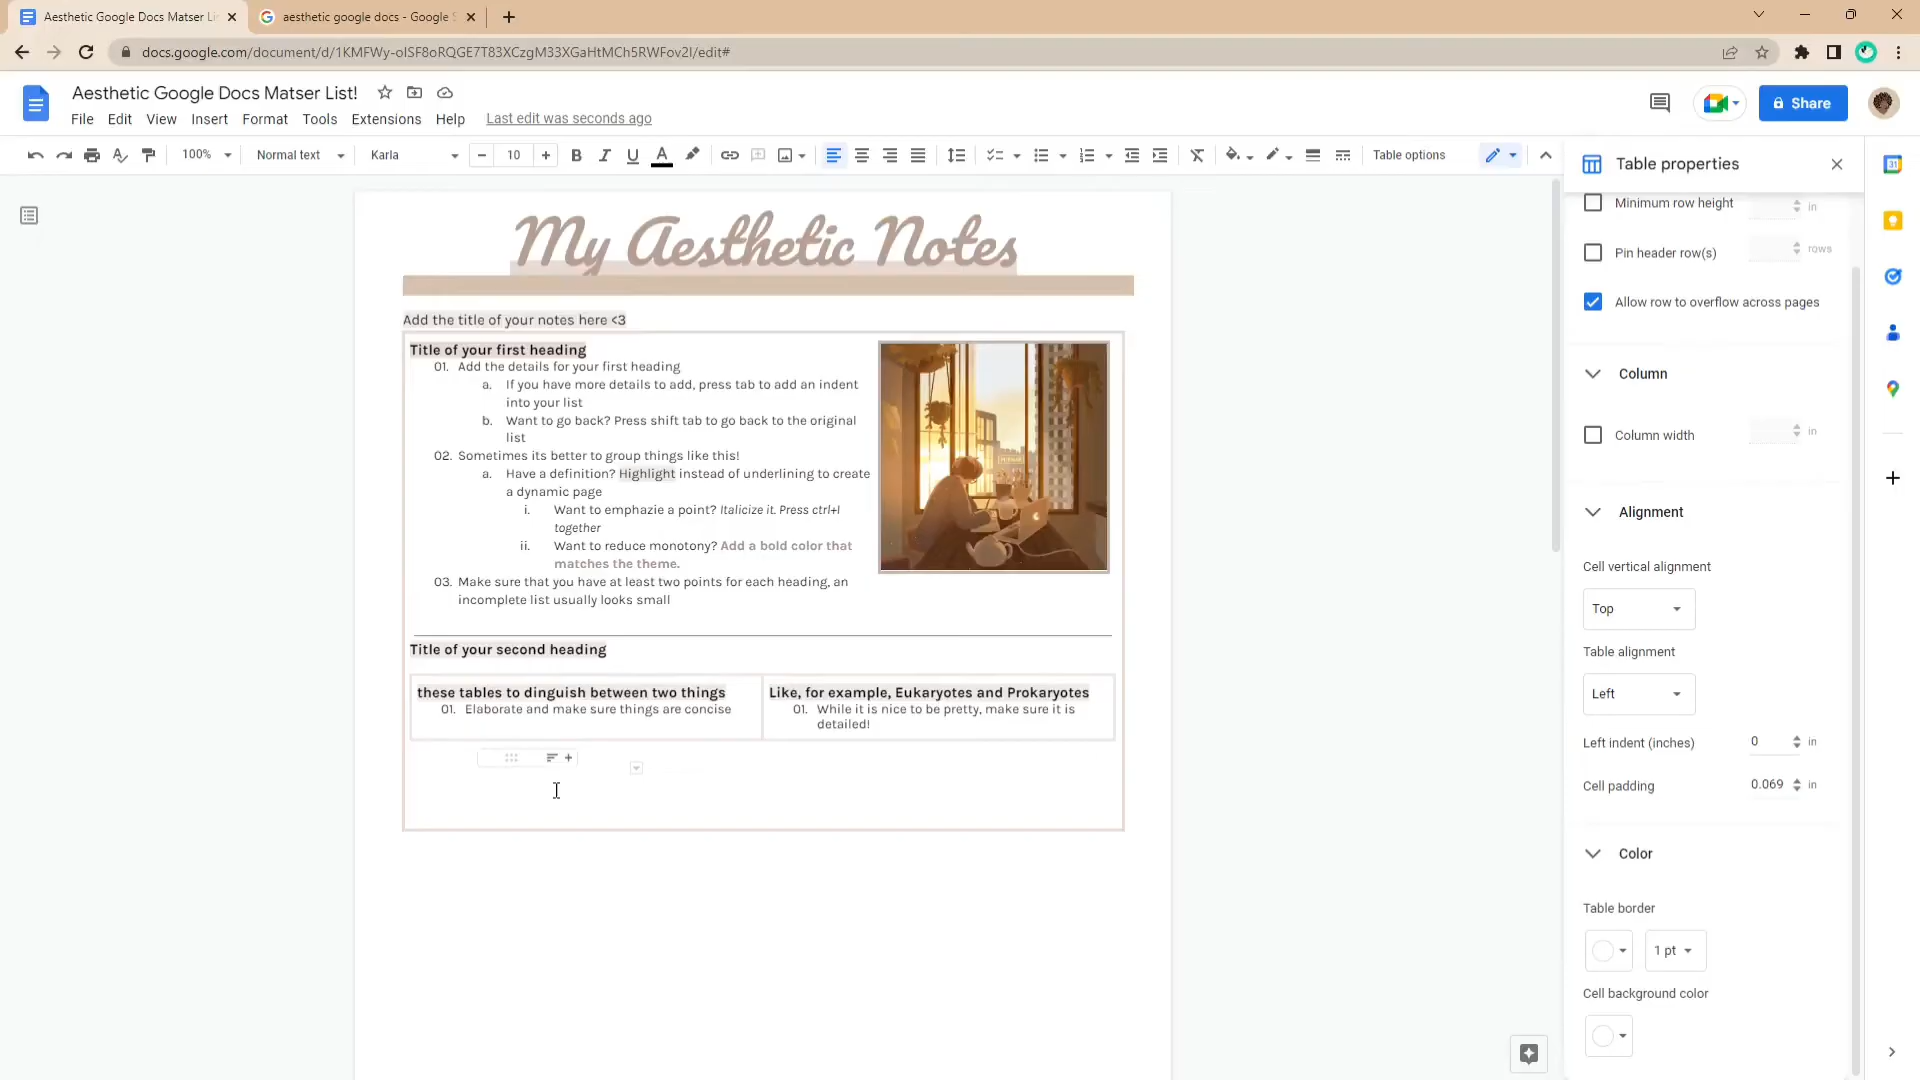 Aesthetic Google Docs Matser Li
aesthetic google docs - Google S
docs.google.com/document/d/1KMFWy-oISF8oRQGE7T83XCzgM33XGaHtMCh5RWFov2I/edit#
Aesthetic Google Docs Matser List!
File Edit View Insert Format Tools Extensions Help Last edit was seconds ago
Share
100% Normal text Karla 10 Table options
Table properties
My Aesthetic Notes
Add the title of your notes here <3
Title of your first heading
01. Add the details for your first heading
a. If you have more details to add, press tab to add an indent
into your list
b. Want to go back? Press shift tab to go back to the original
list
02. Sometimes its better to group things like this!
a. Have a definition? Highlight instead of underlining to create
a dynamic page
i. Want to emphazie a point? Italicize it. Press ctrl+I
together
ii. Want to reduce monotony? Add a bold color that
matches the theme.
03. Make sure that you have at least two points for each heading, an
incomplete list usually looks small
Title of your second heading
these tables to dinguish between two things
01. Elaborate and make sure things are concise
Like, for example, Eukaryotes and Prokaryotes
01. While it is nice to be pretty, make sure it is
detailed!
Minimum row height in
Pin header row(s) rows
Allow row to overflow across pages
Column
Column width in
Alignment
Cell vertical alignment
Top
Table alignment
Left
Left indent (inches) 0 in
Cell padding 0.069 in
Color
Table border
1 pt
Cell background color
31